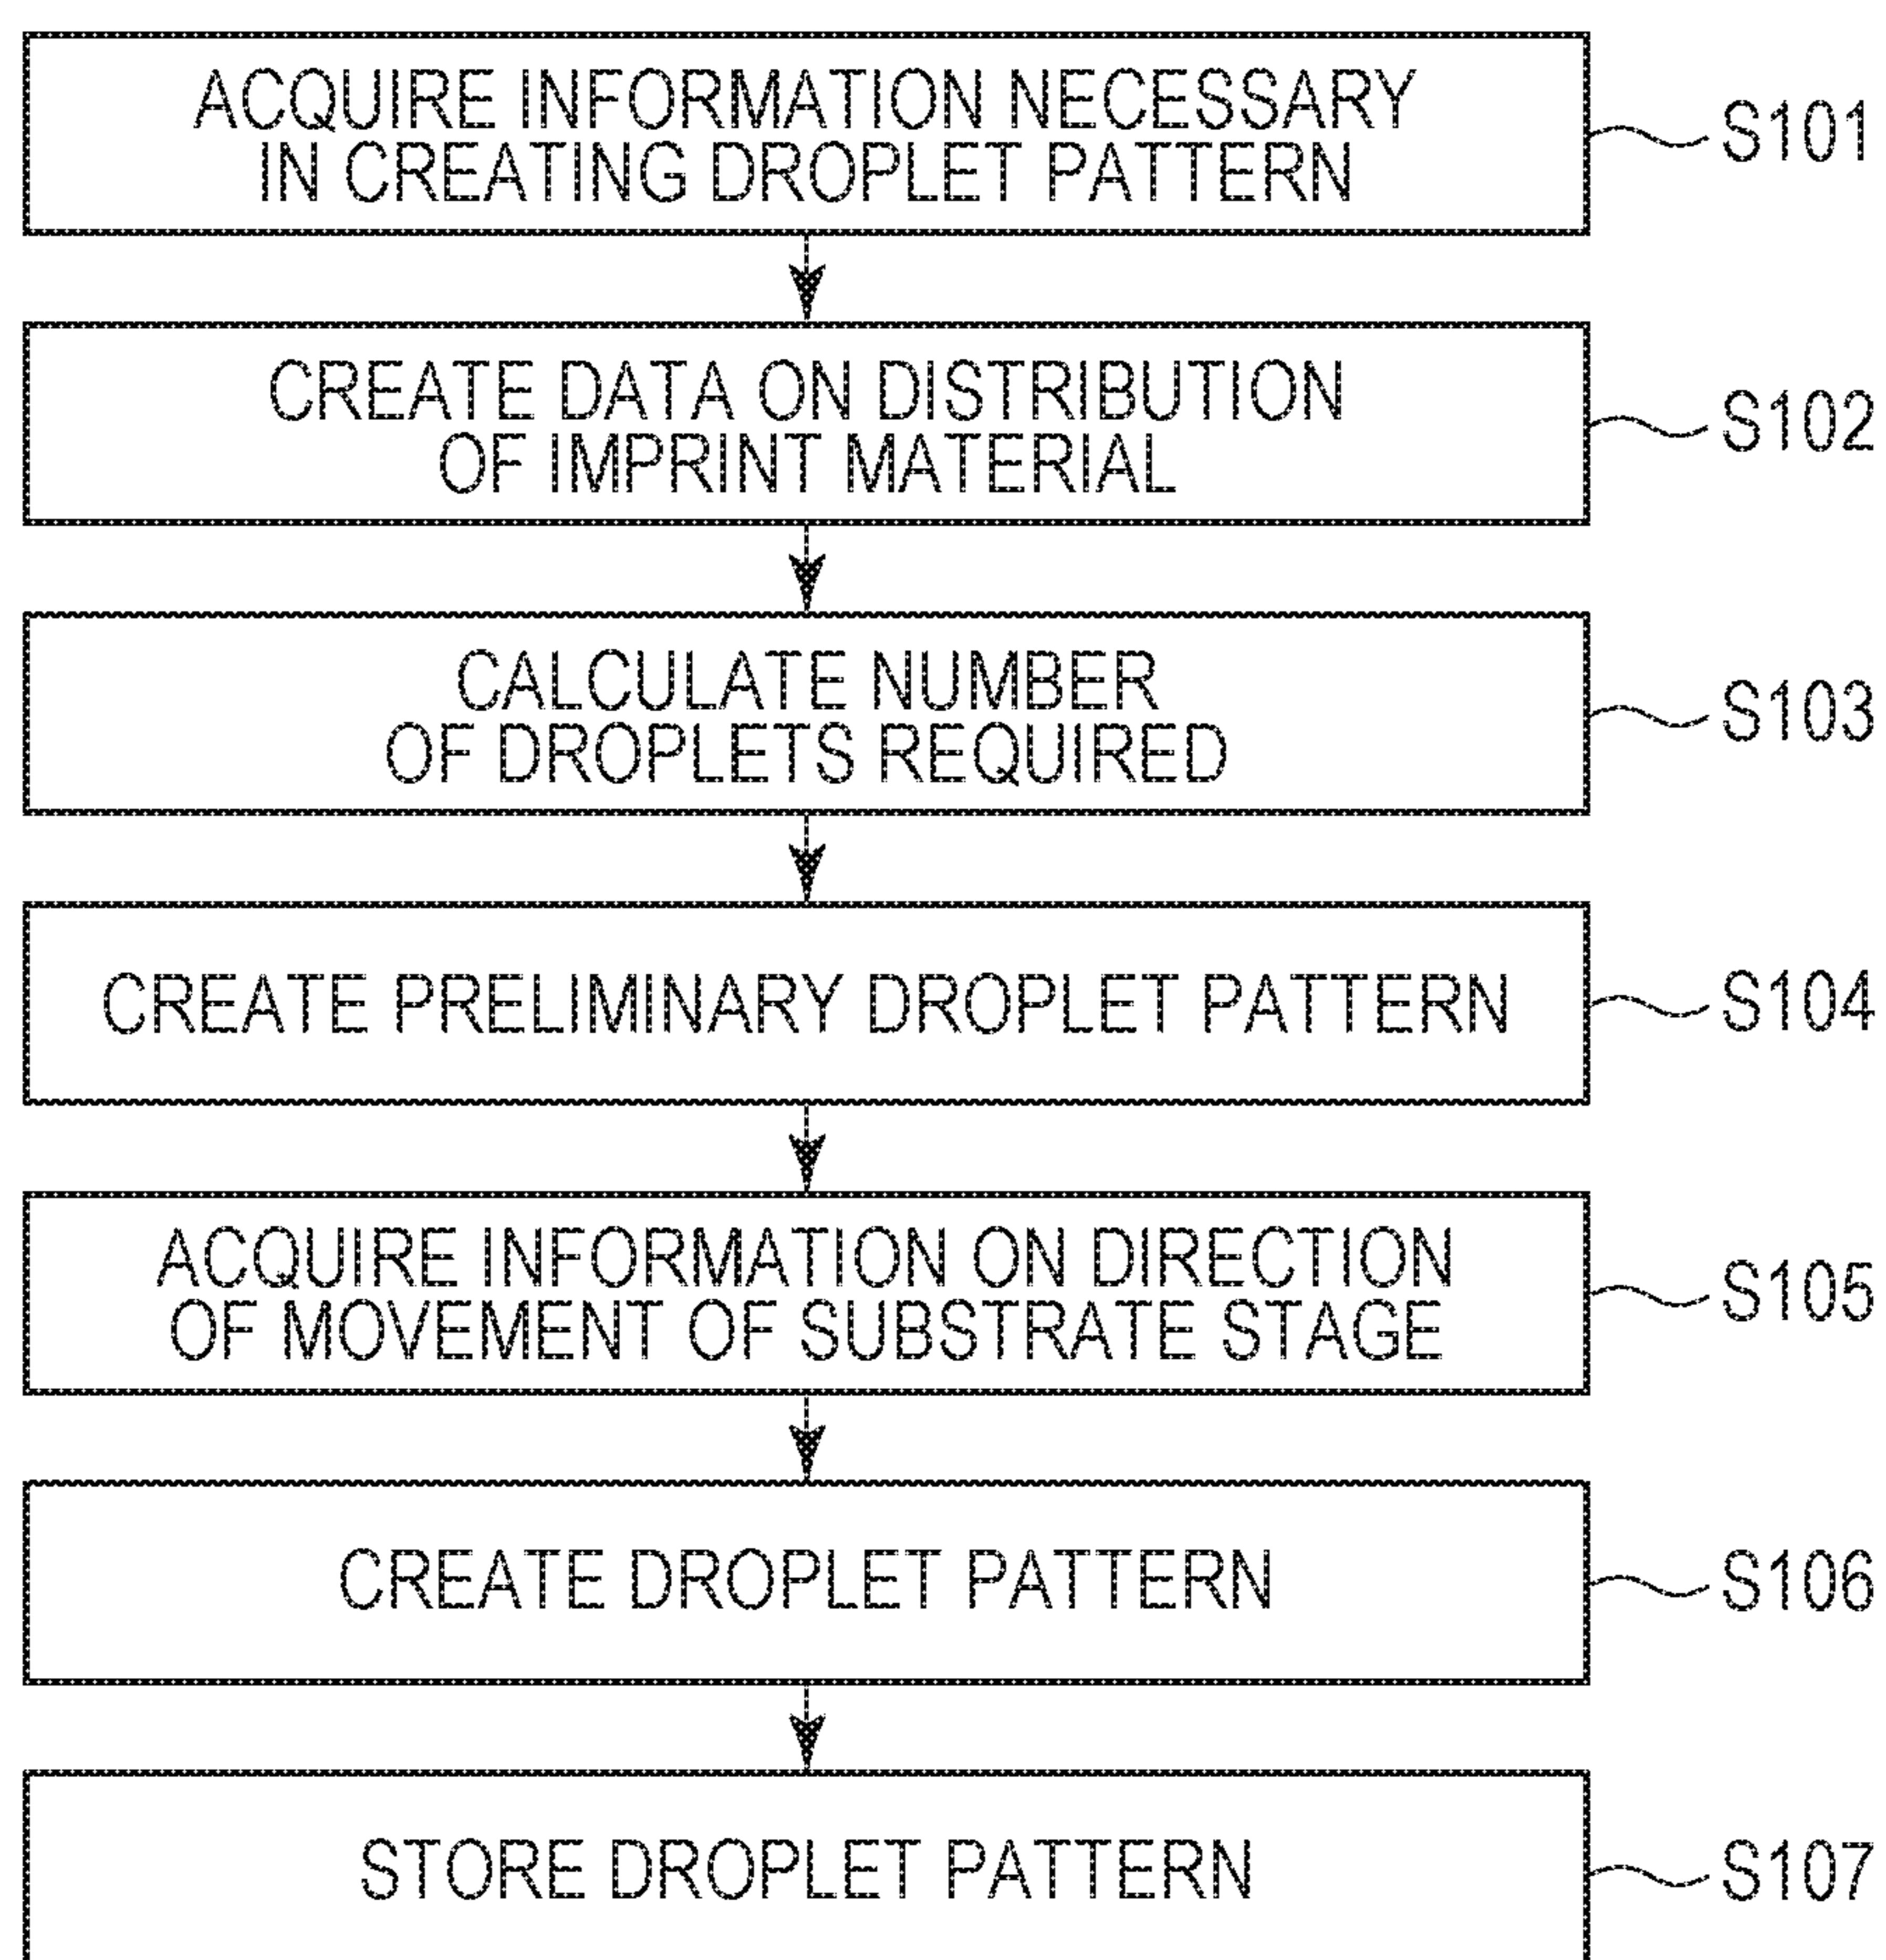 ACQUIRE INFORMATION NECESSARY
IN CREATING DROPLET PATTERN
S101
CREATE DATA ON DISTRIBUTION
OF IMPRINT MATERIAL
S102
CALCULATE NUMBER
OF DROPLETS REQUIRED
S103
CREATE PRELIMINARY DROPLET PATTERN
S104
ACQUIRE INFORMATION ON DIRECTION
OF MOVEMENT OF SUBSTRATE STAGE
S105
CREATE DROPLET PATTERN
S106
STORE DROPLET PATTERN
S107